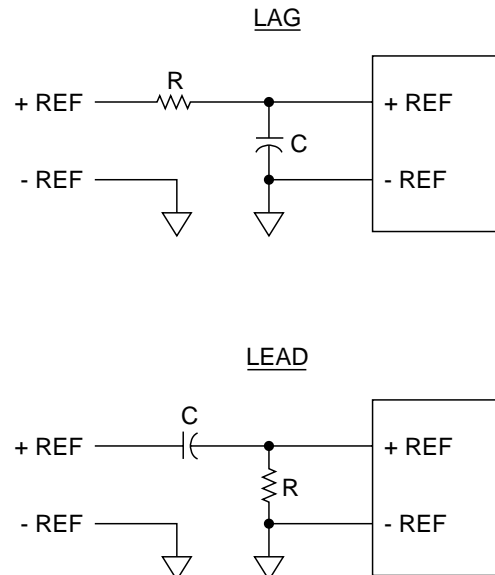 LAG
R
+ REF
+ REF
C
- REF
- REF
LEAD
C
+ REF
+ REF
R
- REF
- REF